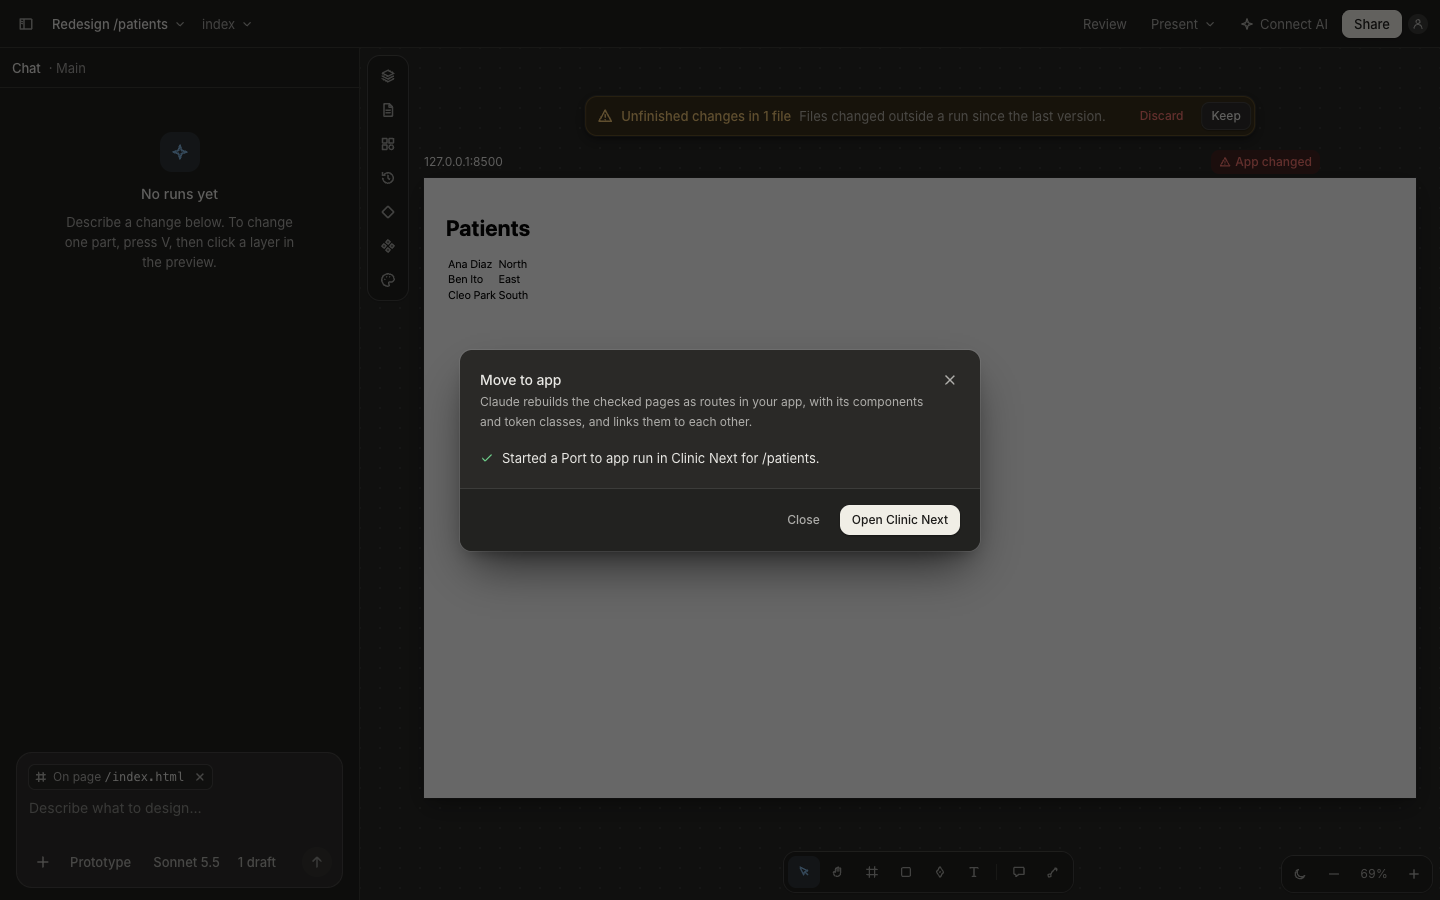 Redesign /patients
index
Review
Present
Connect AI
Share
Chat · Main
Unfinished changes in 1 file Files changed outside a run since the last version.
Discard
Keep
127.0.0.1:8500
App changed
No runs yet
Describe a change below. To change
one part, press V, then click a layer in
the preview.
Patients
Ana Diaz North
Ben Ito East
Cleo Park South
Move to app
Claude rebuilds the checked pages as routes in your app, with its components
and token classes, and links them to each other.
Started a Port to app run in Clinic Next for /patients.
Close
Open Clinic Next
On page /index.html
Describe what to design...
Prototype
Sonnet 5.5
1 draft
69%